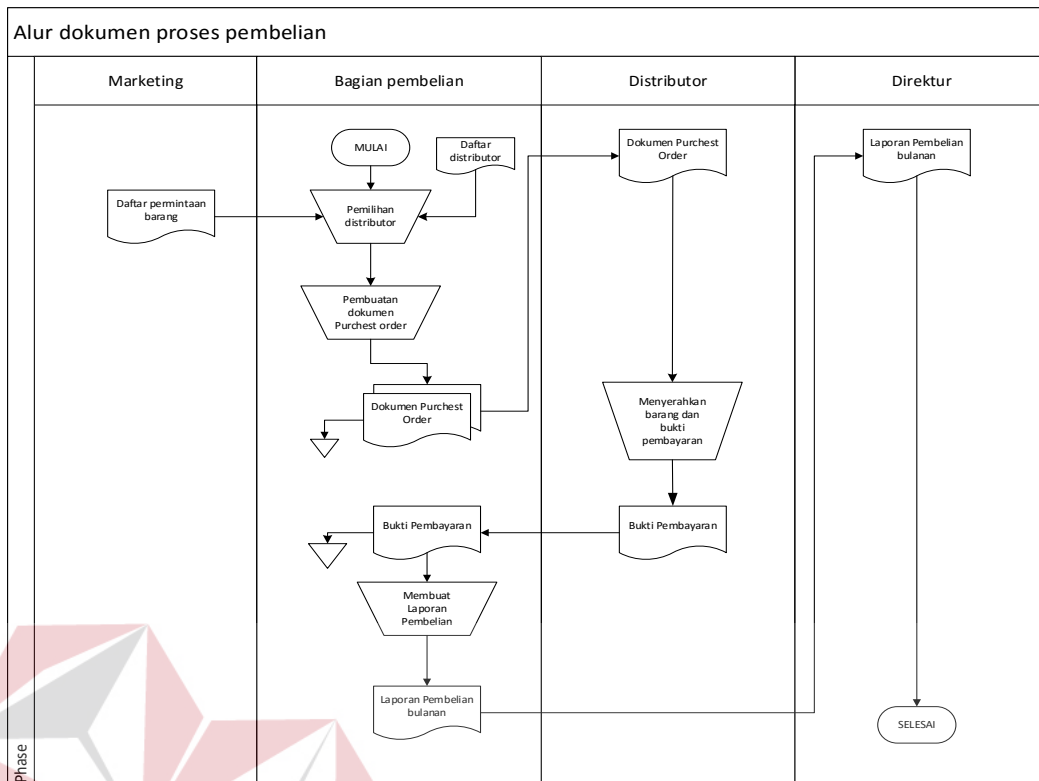 Alur dokumen proses pembelian
Marketing
Bagian pembelian
Distributor
Direktur
MULAI
Daftar
distributor
Dokumen Purchest
Order
Laporan Pembelian
bulanan
Daftar permintaan
barang
Pemilihan
distributor
Pembuatan
dokumen
Purchest order
Dokumen Purchest
Order
Menyerahkan
barang dan
bukti
pembayaran
Bukti Pembayaran
Bukti Pembayaran
Membuat
Laporan
Pembelian
Laporan Pembelian
bulanan
SELESAI
Phase